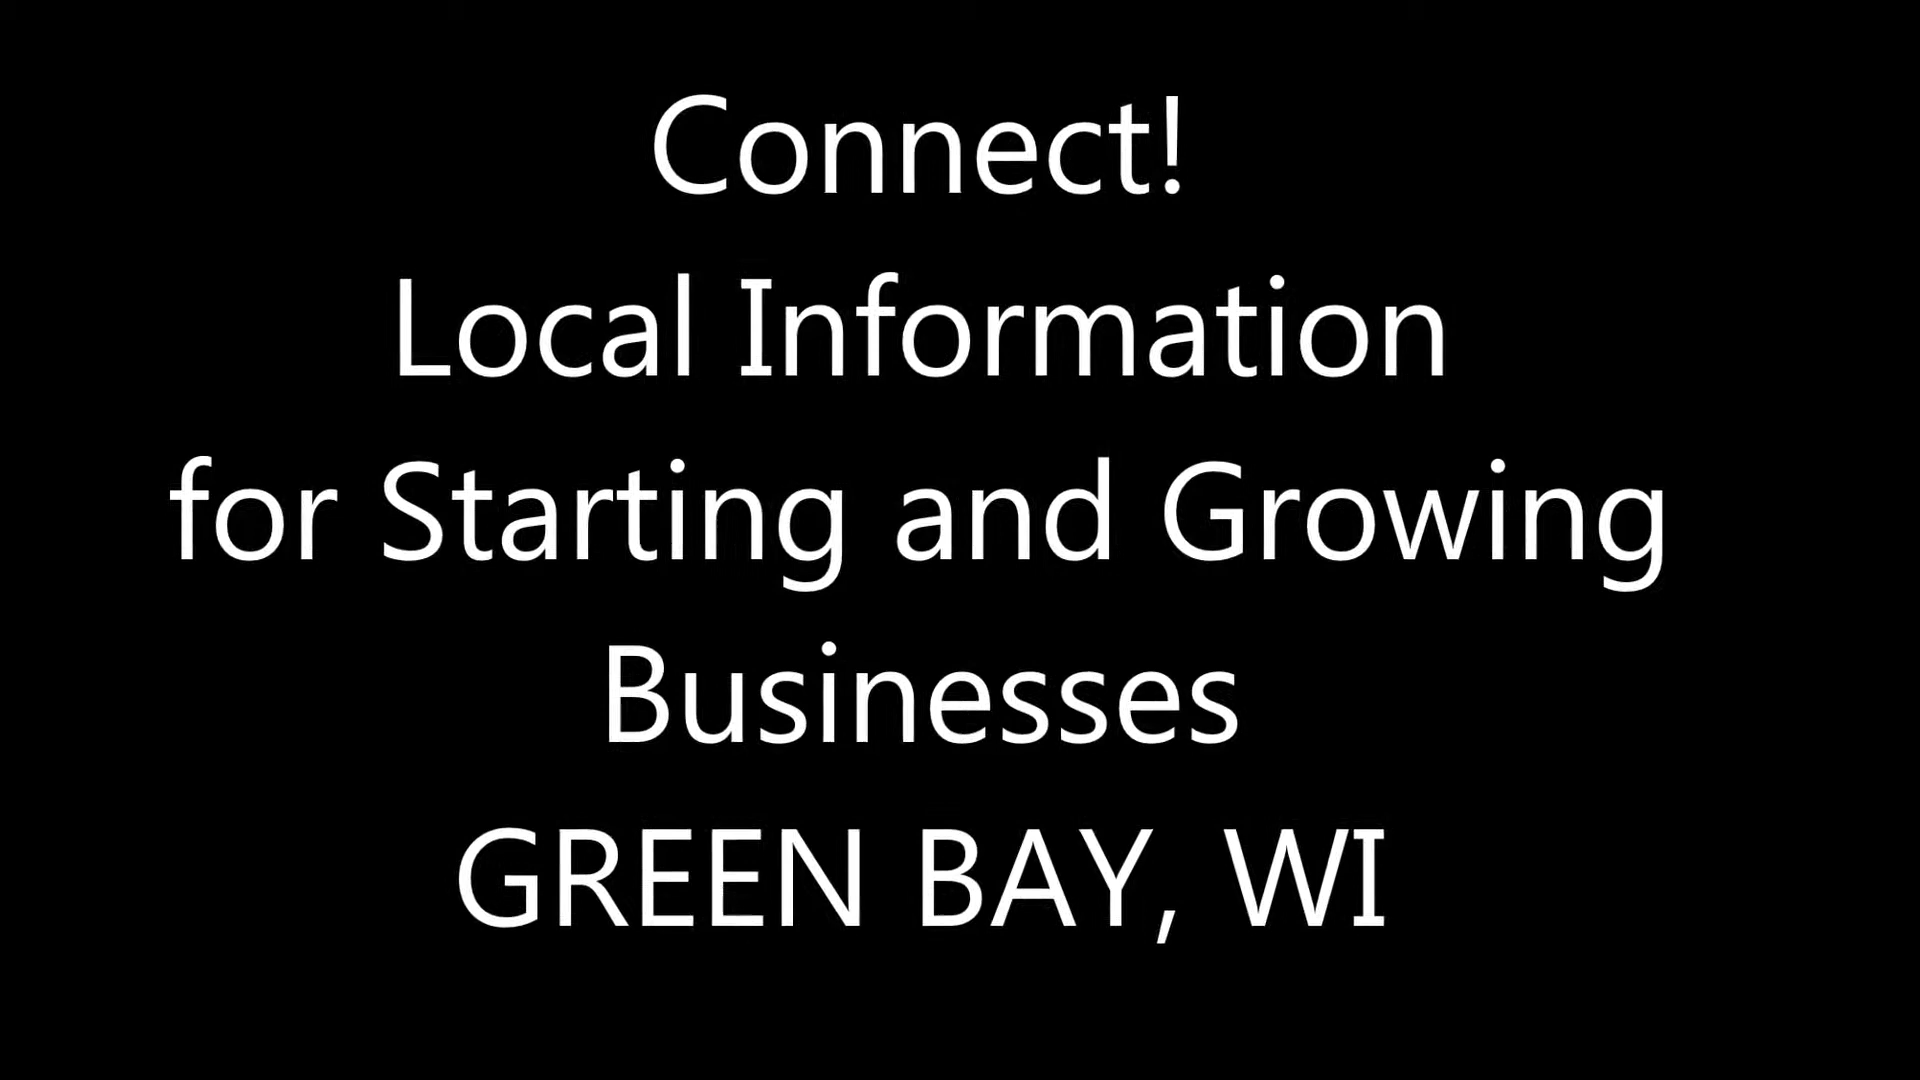 Connect!
Local Information
for Starting and Growing
Businesses
GREEN BAY, WI